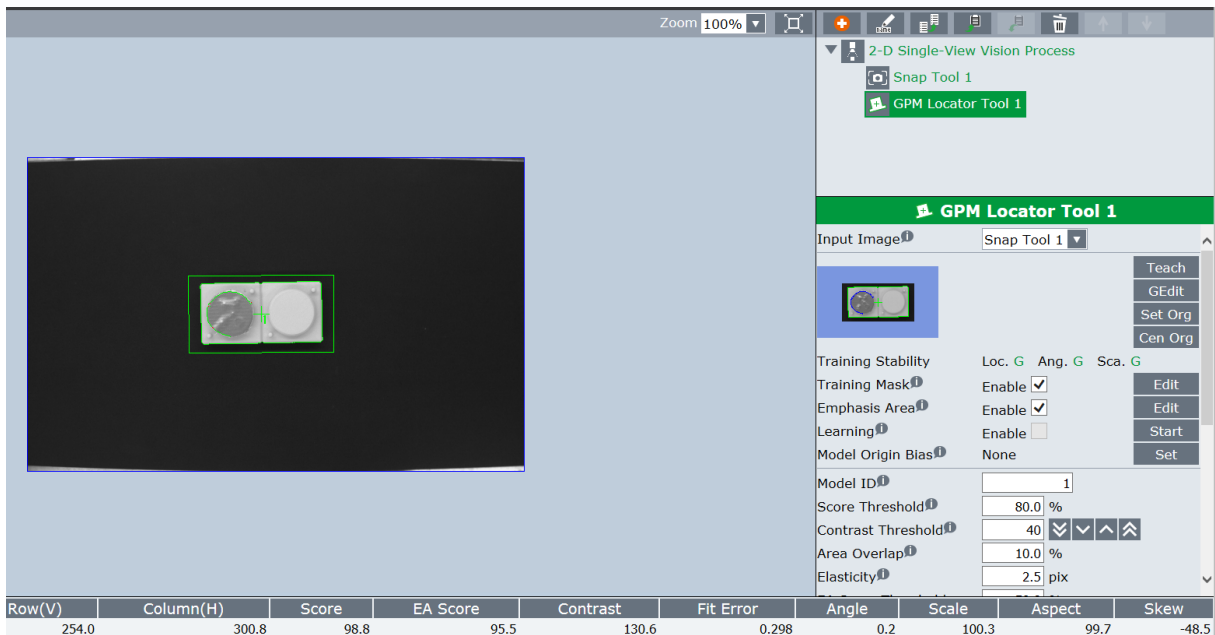 Zoom 100%
2-D Single-View Vision Process
Snap Tool 1
GPM Locator Tool 1
GPM Locator Tool 1
Input Image Snap Tool 1
Teach
GEdit
Set Org
Cen Org
Training Stability Loc. G Ang. G Sca. G
Training Mask Enable Edit
Emphasis Area Enable Edit
Learning Enable Start
Model Origin Bias None Set
Model ID 1
Score Threshold 80.0 %
Contrast Threshold 40
Area Overlap 10.0 %
Elasticity 2.5 pix
Row(V) Column(H) Score EA Score Contrast Fit Error Angle Scale Aspect Skew
254.0 300.8 98.8 95.5 130.6 0.298 0.2 100.3 99.7 -48.5